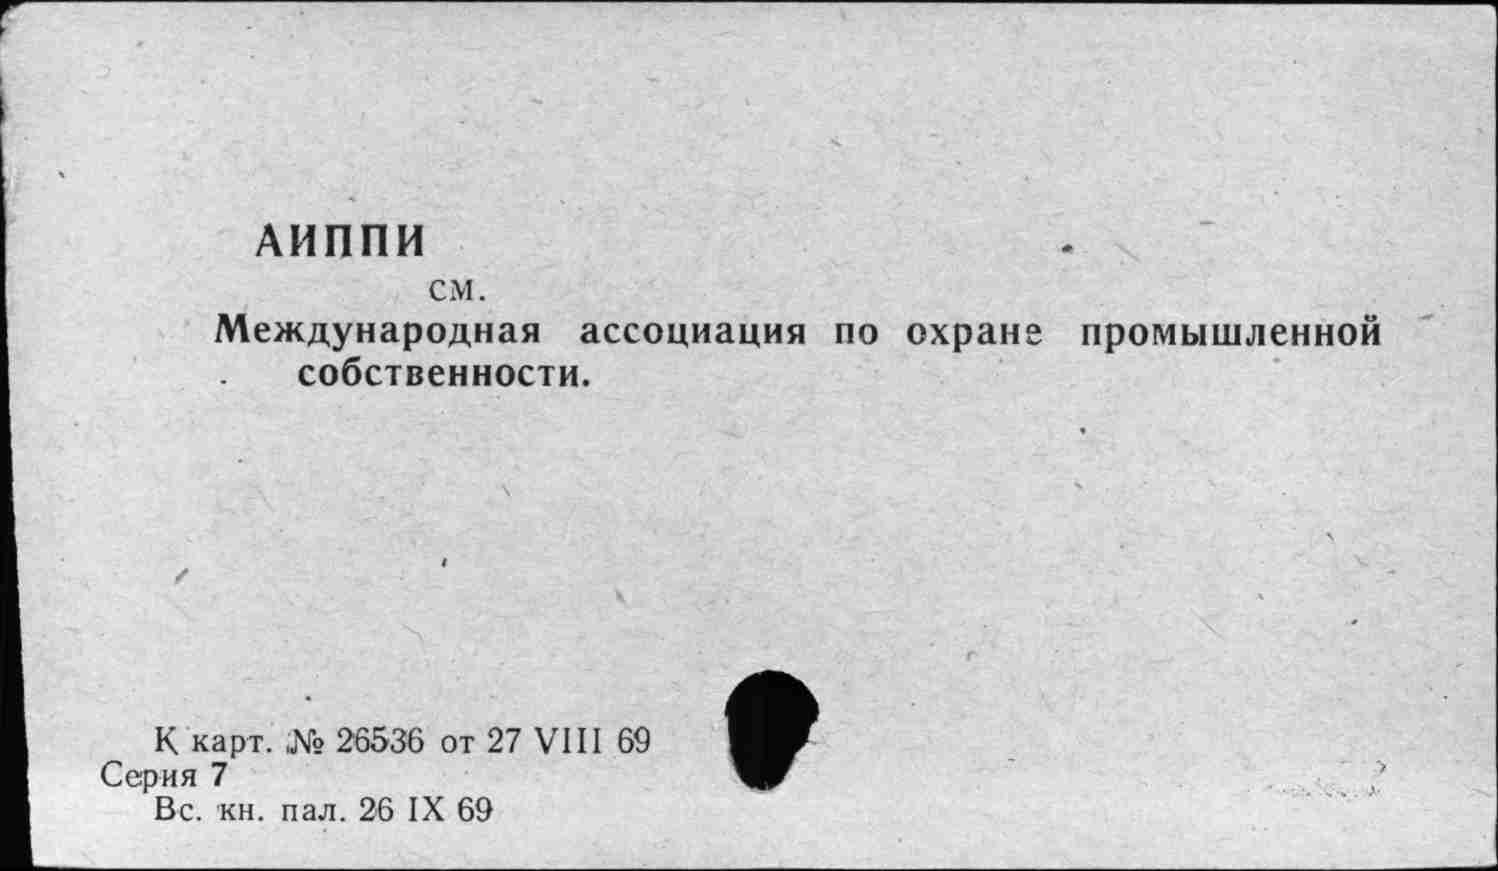 АИППИ
см.
Международная ассоциация по охране промышленной
собственности.
К карт. № 26536 от 27 VIII 69
Серия 7
Вс. кн. пал. 26 IX 69